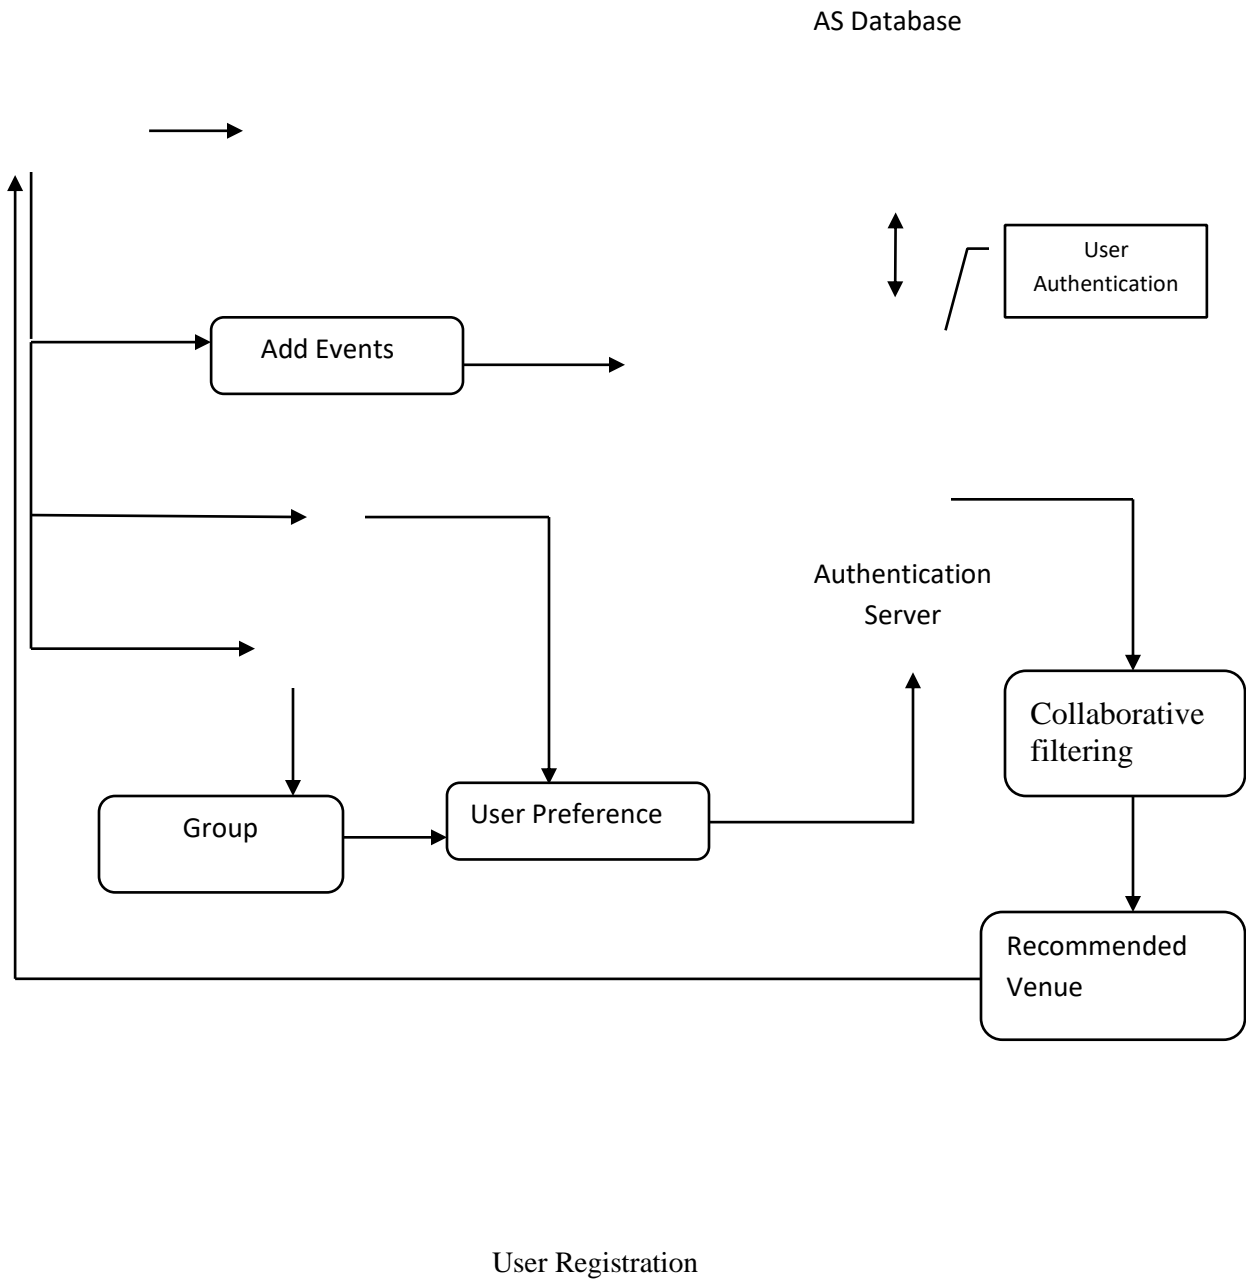 AS Database
User
Authentication
Add Events
Authentication
Server
Collaborative
filtering
Group
User Preference
Recommended
Venue
User Registration